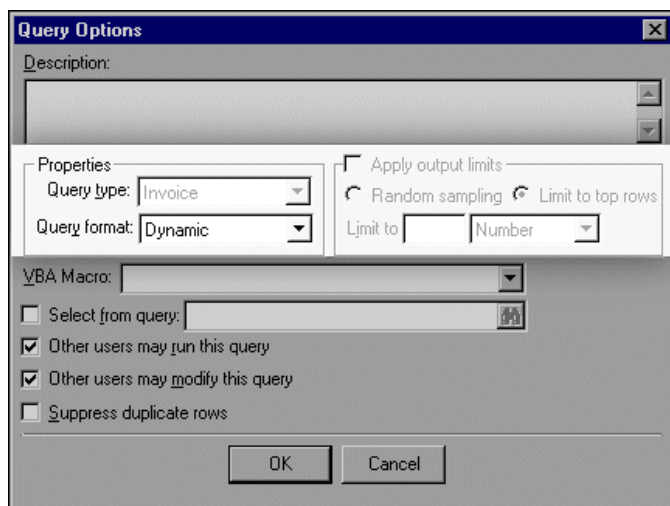 Query Options
Description:
Properties
Query type: Invoice
Query format: Dynamic
Apply output limits
Random sampling Limit to top rows
Limit to Number
VBA Macro:
Select from query:
Other users may run this query
Other users may modify this query
Suppress duplicate rows
OK Cancel